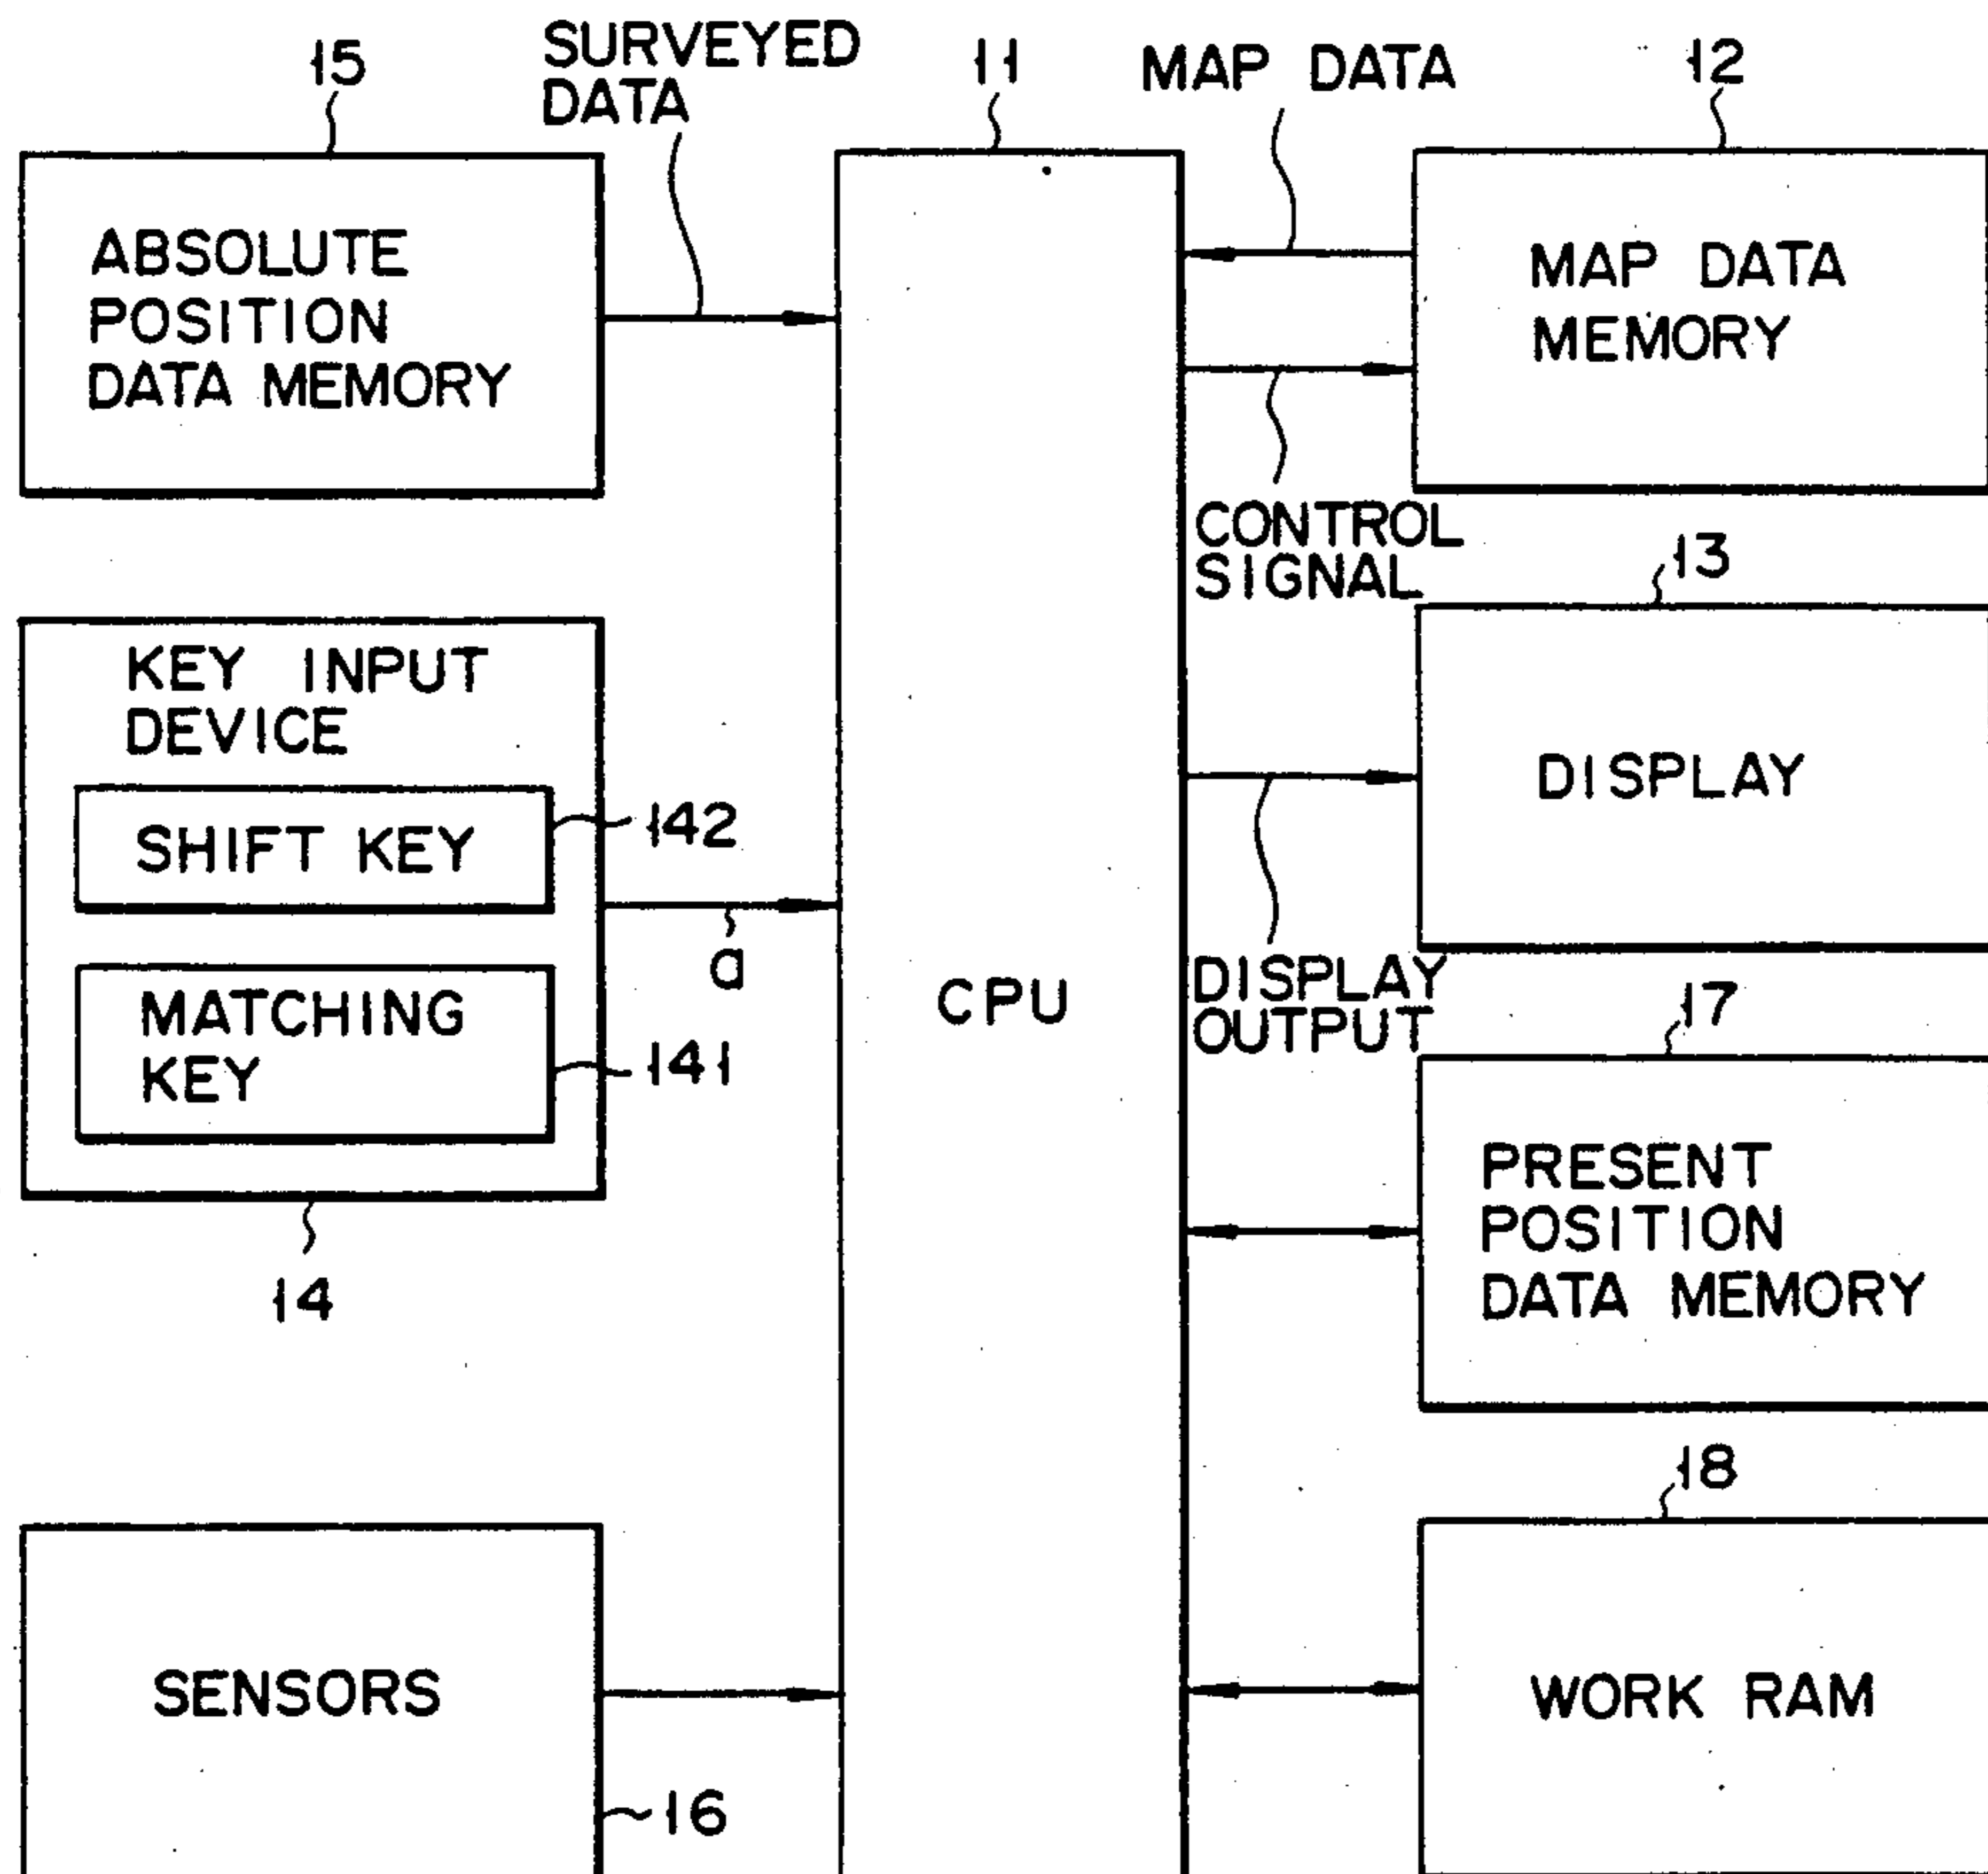 15
SURVEYED
DATA
11
MAP DATA
12
ABSOLUTE
POSITION
DATA MEMORY
MAP DATA
MEMORY
CONTROL
SIGNAL
13
KEY INPUT
DEVICE
SHIFT KEY
142
a
MATCHING
KEY
141
14
CPU
DISPLAY
DISPLAY
OUTPUT
17
PRESENT
POSITION
DATA MEMORY
18
SENSORS
16
WORK RAM